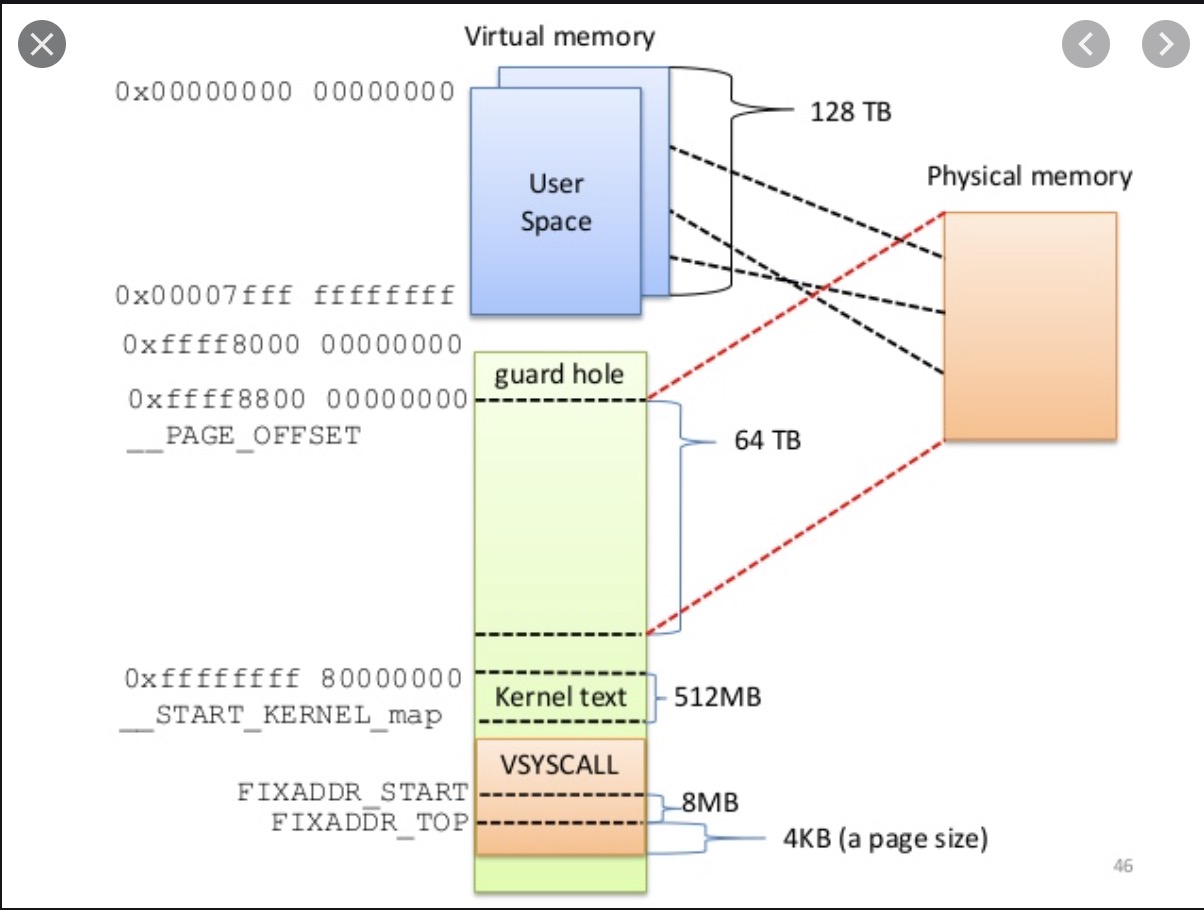 Virtual memory
0x00000000 00000000
128 TB
User
Space
Physical memory
0x00007fff ffffffff
0xffff8000 00000000
guard hole
0xffff8800 00000000
__PAGE_OFFSET
64 TB
0xffffffff 80000000
Kernel text
512MB
__START_KERNEL_map
VSYSCALL
FIXADDR_START
8MB
FIXADDR_TOP
4KB (a page size)
46